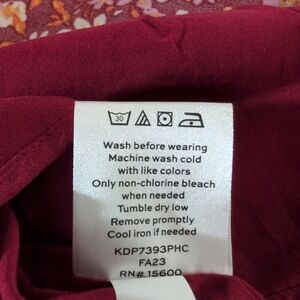 30
Wash before wearing
Machine wash cold
with like colors
Only non-chlorine bleach
when needed
Tumble dry low
Remove promptly
Cool iron if needed
KDP7393PHC
FA23
RN# 15600